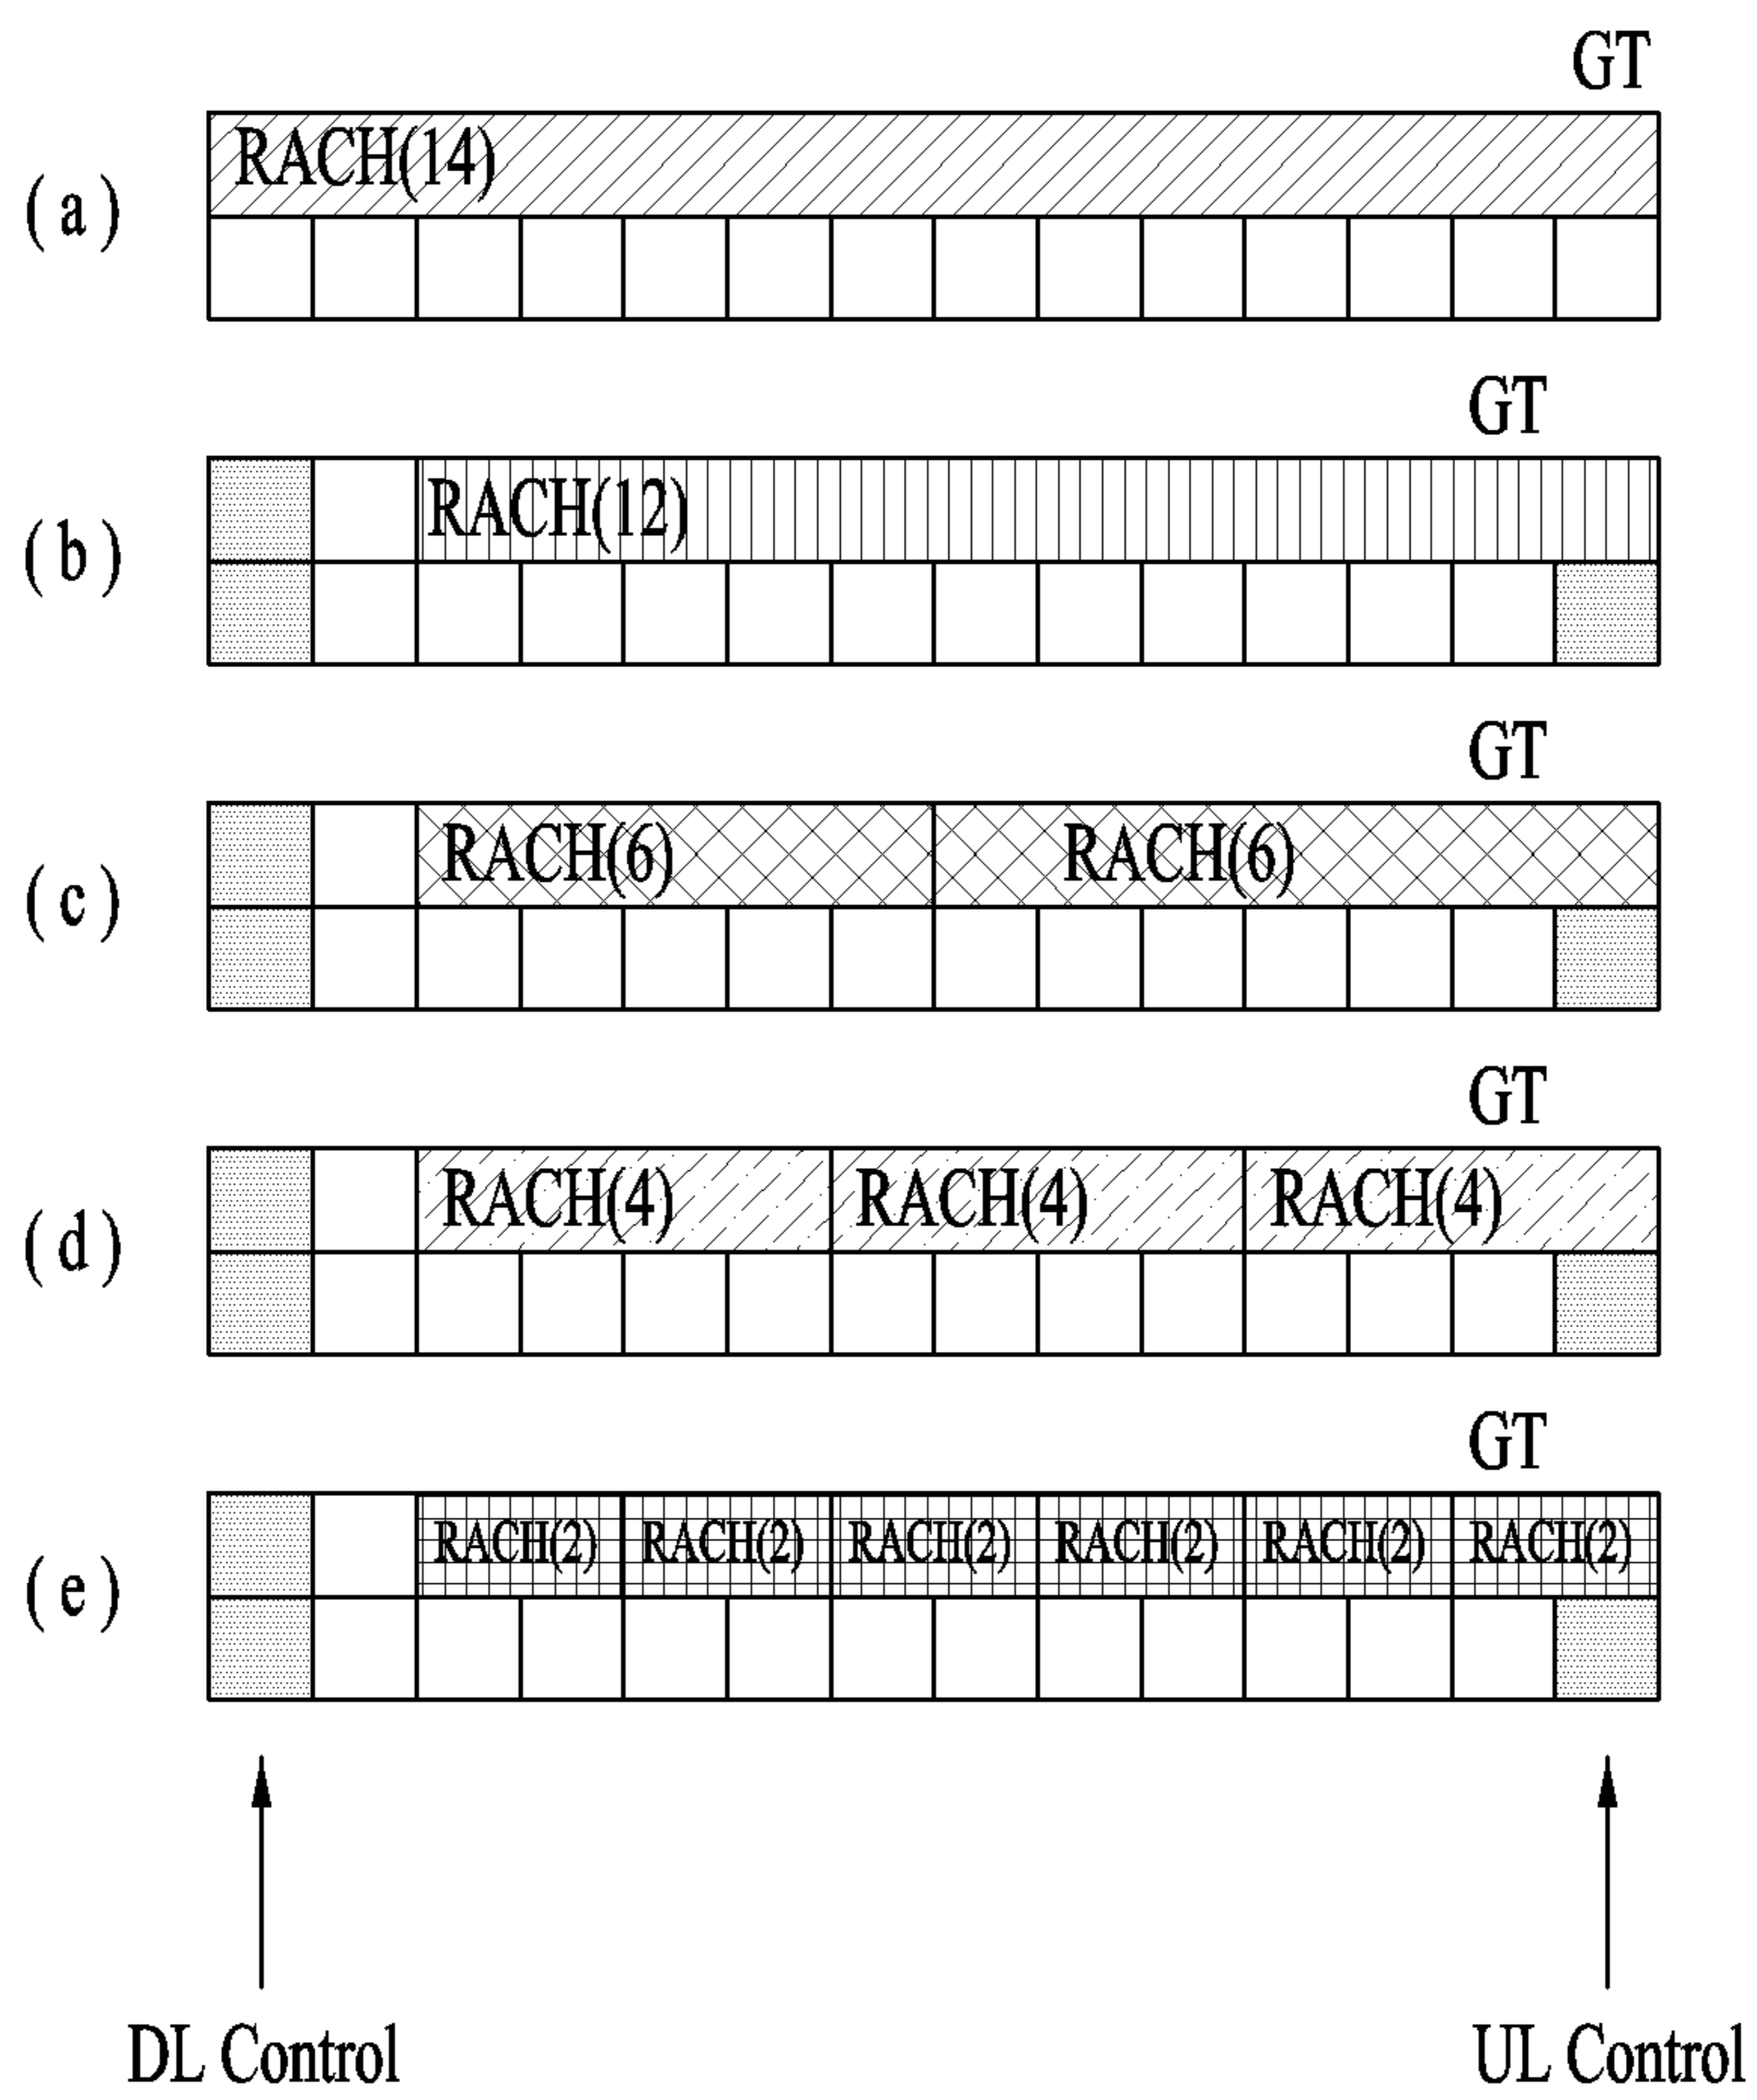 GT
(a) RACH(14)
GT
(b) RACH(12)
GT
(c) RACH(6) RACH(6)
GT
(d) RACH(4) RACH(4) RACH(4)
GT
(e) RACH(2) RACH(2) RACH(2) RACH(2) RACH(2) RACH(2)
DL Control UL Control